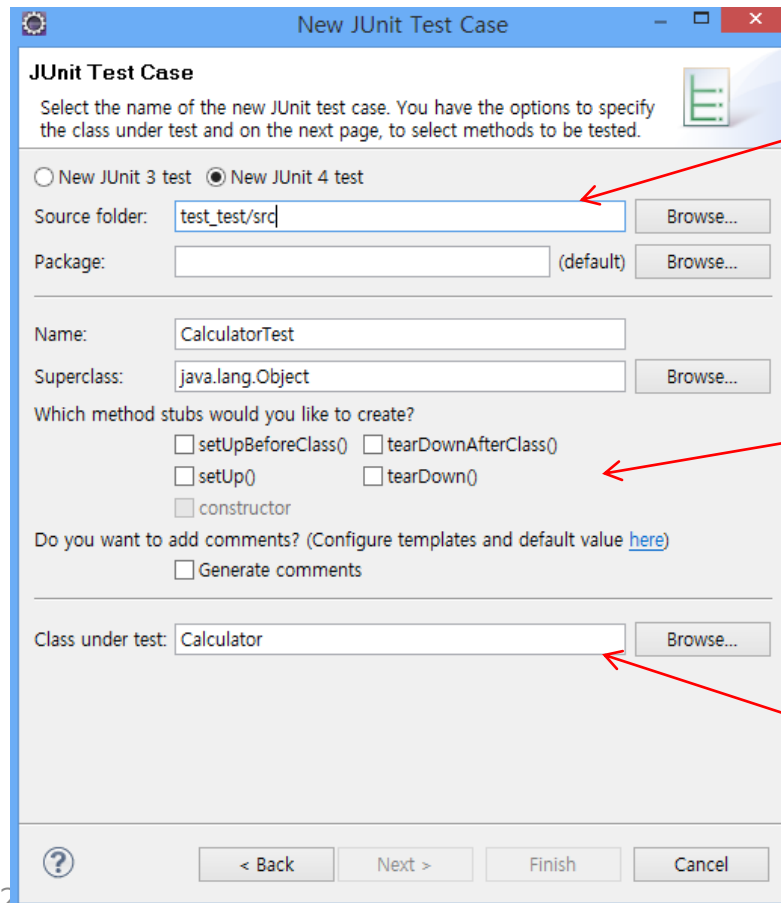 New JUnit Test Case
JUnit Test Case
Select the name of the new JUnit test case. You have the options to specify
the class under test and on the next page, to select methods to be tested.
New JUnit 3 test New JUnit 4 test
Source folder: test_test/src Browse...
Package: (default) Browse...
Name: CalculatorTest
Superclass: java.lang.Object Browse...
Which method stubs would you like to create?
setUpBeforeClass() tearDownAfterClass()
setUp() tearDown()
constructor
Do you want to add comments? (Configure templates and default value here)
Generate comments
Class under test: Calculator Browse...
? < Back Next > Finish Cancel
2